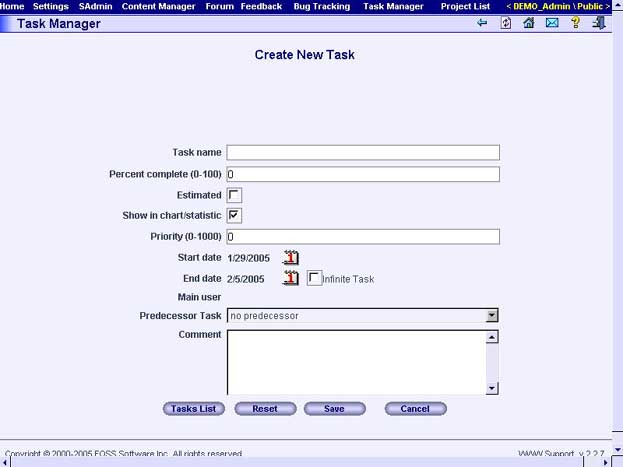 Home Settings SAdmin Content Manager Forum Feedback Bug Tracking Task Manager Project List < DEMO_Admin \ Public >
Task Manager
Create New Task
Task name
Percent complete (0-100) 0
Estimated
Show in chart/statistic
Priority (0-1000) 0
Start date 1/29/2005 1
End date 2/5/2005 1 Infinite Task
Main user
Predecessor Task no predecessor
Comment
Tasks List Reset Save Cancel
Copyright © 2000-2005 FOSS Software Inc. All rights reserved. WWW Support v 2.2.7